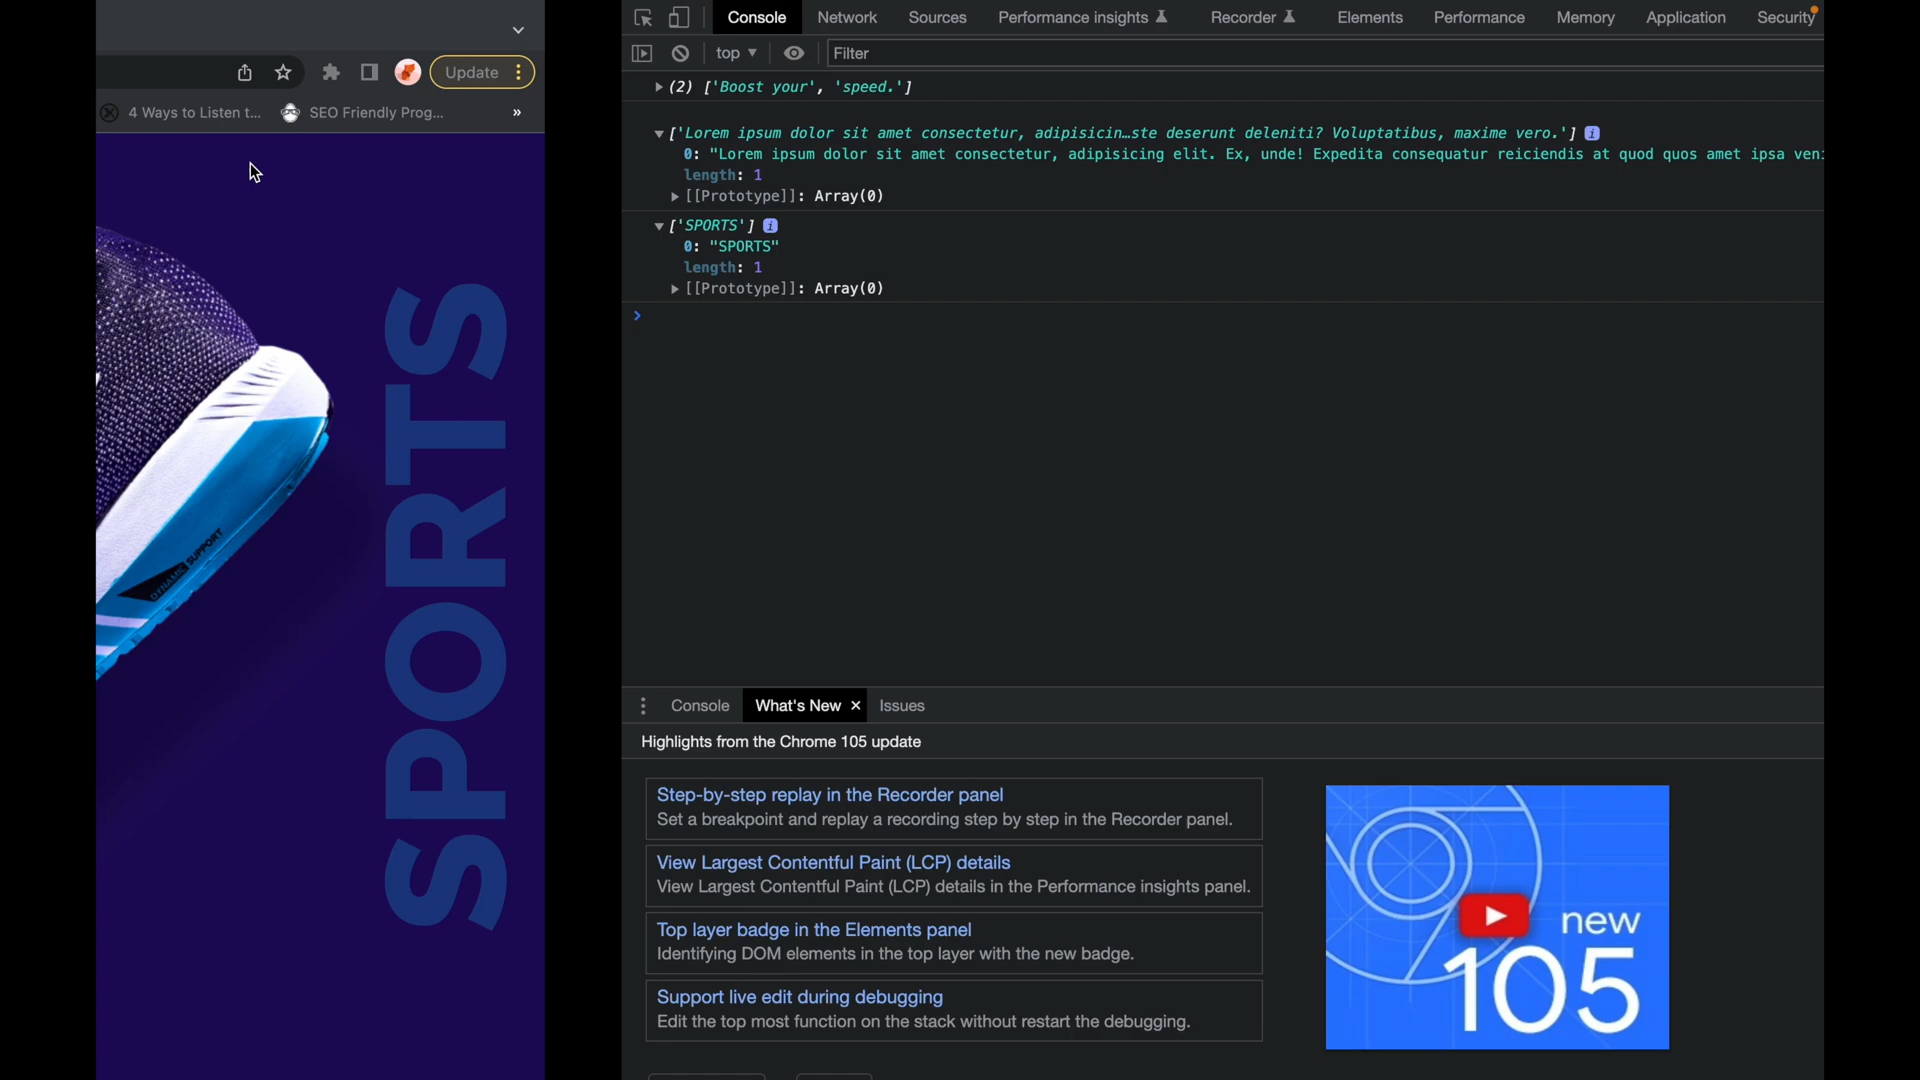 Update
4 Ways to Listen t...
SEO Friendly Prog...
»
DYNAMIC SUPPORT
SPORTS
Console Network Sources Performance insights Recorder Elements Performance Memory Application Security
top ▼ Filter
▶(2) ['Boost your', 'speed.']
▼['Lorem ipsum dolor sit amet consectetur, adipisicin…ste deserunt deleniti? Voluptatibus, maxime vero.'] i
0: "Lorem ipsum dolor sit amet consectetur, adipisicing elit. Ex, unde! Expedita consequatur reiciendis at quod quos amet ipsa veni
length: 1
▶[[Prototype]]: Array(0)
▼['SPORTS'] i
0: "SPORTS"
length: 1
▶[[Prototype]]: Array(0)
>
Console What's New × Issues
Highlights from the Chrome 105 update
Step-by-step replay in the Recorder panel
Set a breakpoint and replay a recording step by step in the Recorder panel.
View Largest Contentful Paint (LCP) details
View Largest Contentful Paint (LCP) details in the Performance insights panel.
Top layer badge in the Elements panel
Identifying DOM elements in the top layer with the new badge.
Support live edit during debugging
Edit the top most function on the stack without restart the debugging.
new
105